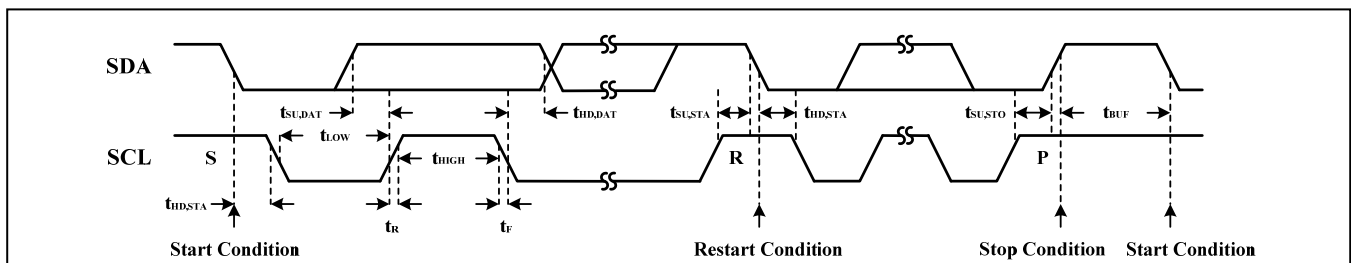 SDA
tSU,DAT
tHD,DAT
tSU,STA
tHD,STA
tSU,STO
tBUF
tLOW
SCL
S
tHIGH
R
P
tHD,STA
tR
tF
Start Condition
Restart Condition
Stop Condition
Start Condition